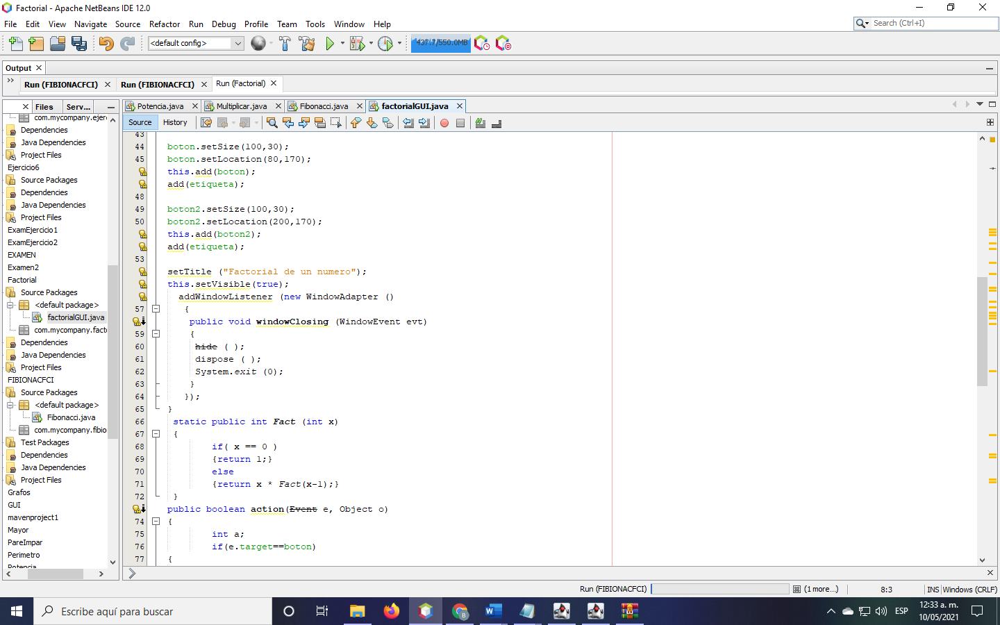 Factorial - Apache NetBeans IDE 12.0
File Edit View Navigate Source Refactor Run Debug Profile Team Tools Window Help
Search (Ctrl+I)
<default config>
437.7/550.0MB
Output
Run (FIBIONACFCI) Run (FIBIONACFCI) Run (Factorial)
Files Serv...
Potencia.java Multiplicar.java Fibonacci.java factorialGUI.java
Source History
com.mycompany.ejer
Dependencies
Java Dependencies
Project Files
Ejercicio6
Source Packages
Dependencies
Java Dependencies
Project Files
ExamEjercicio1
ExamEjercicio2
EXAMEN
Examen2
Factorial
Source Packages
<default package>
factorialGUI.java
com.mycompany.fact
Dependencies
Java Dependencies
Project Files
FIBIONACFCI
Source Packages
<default package>
Fibonacci.java
com.mycompany.fibio
Test Packages
Dependencies
Java Dependencies
Project Files
Grafos
GUI
mavenproject1
Mayor
PareImpar
Perimetro
Potencia
43
44 boton.setSize(100,30);
45 boton.setLocation(80,170);
this.add(boton);
add(etiqueta);
48
49 boton2.setSize(100,30);
50 boton2.setLocation(200,170);
this.add(boton2);
add(etiqueta);
53
setTitle ("Factorial de un numero");
this.setVisible(true);
addWindowListener (new WindowAdapter ()
57 {
public void windowClosing (WindowEvent evt)
59 {
60 hide ( );
61 dispose ( );
62 System.exit (0);
63 }
64 });
65 }
66 static public int Fact (int x)
67 {
68 if( x == 0 )
69 {return 1;}
70 else
71 {return x * Fact(x-1);}
72 }
public boolean action(Event e, Object o)
74 {
75 int a;
76 if(e.target==boton)
77 {
Run (FIBIONACFCI) (1 more...) 8:3 INS Windows (CRLF)
Escribe aquí para buscar
ESP
12:33 a. m.
10/05/2021